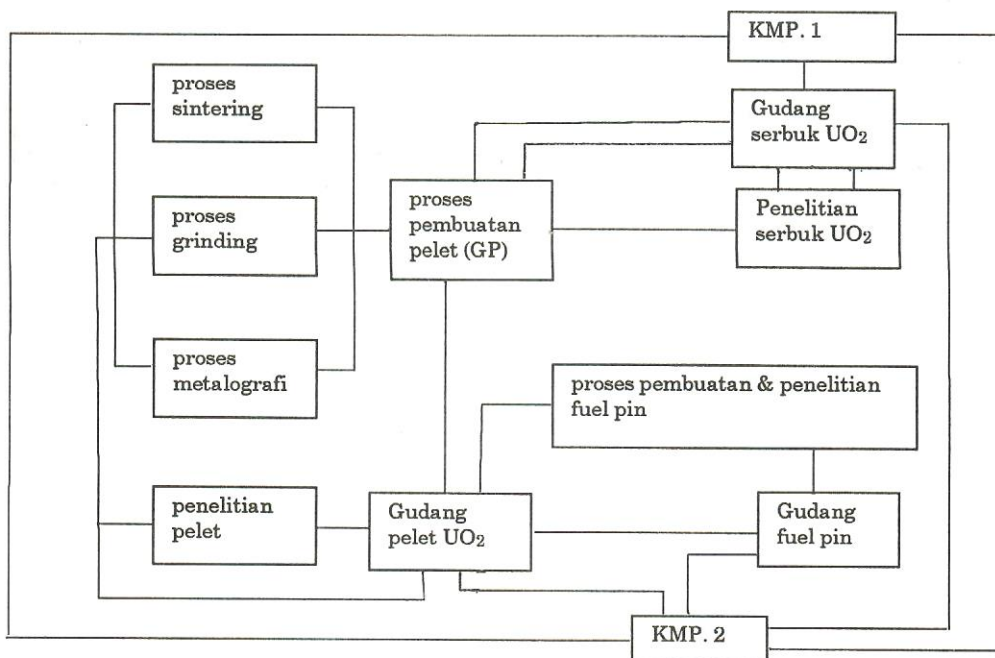 KMP. 1
proses
sintering
Gudang
serbuk UO₂
proses
grinding
proses
pembuatan
pelet (GP)
Penelitian
serbuk UO₂
proses
metalografi
proses pembuatan & penelitian
fuel pin
penelitian
pelet
Gudang
pelet UO₂
Gudang
fuel pin
KMP. 2